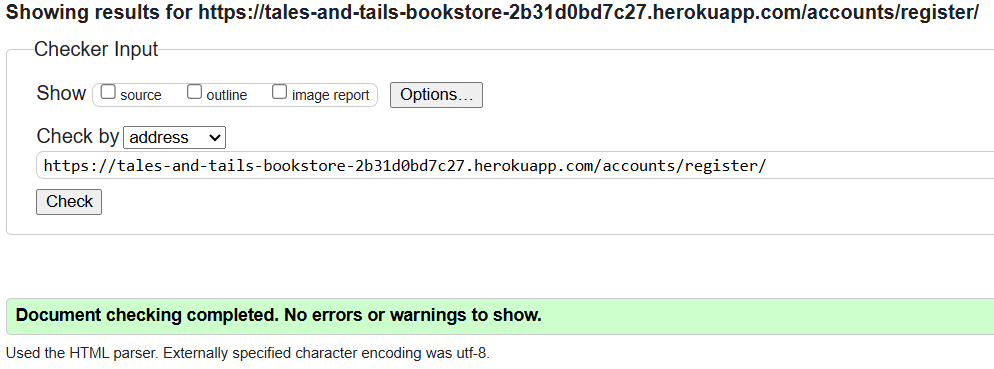 Showing results for https://tales-and-tails-bookstore-2b31d0bd7c27.herokuapp.com/accounts/register/
Checker Input
Show source outline image report Options...
Check by address
https://tales-and-tails-bookstore-2b31d0bd7c27.herokuapp.com/accounts/register/
Check
Document checking completed. No errors or warnings to show.
Used the HTML parser. Externally specified character encoding was utf-8.